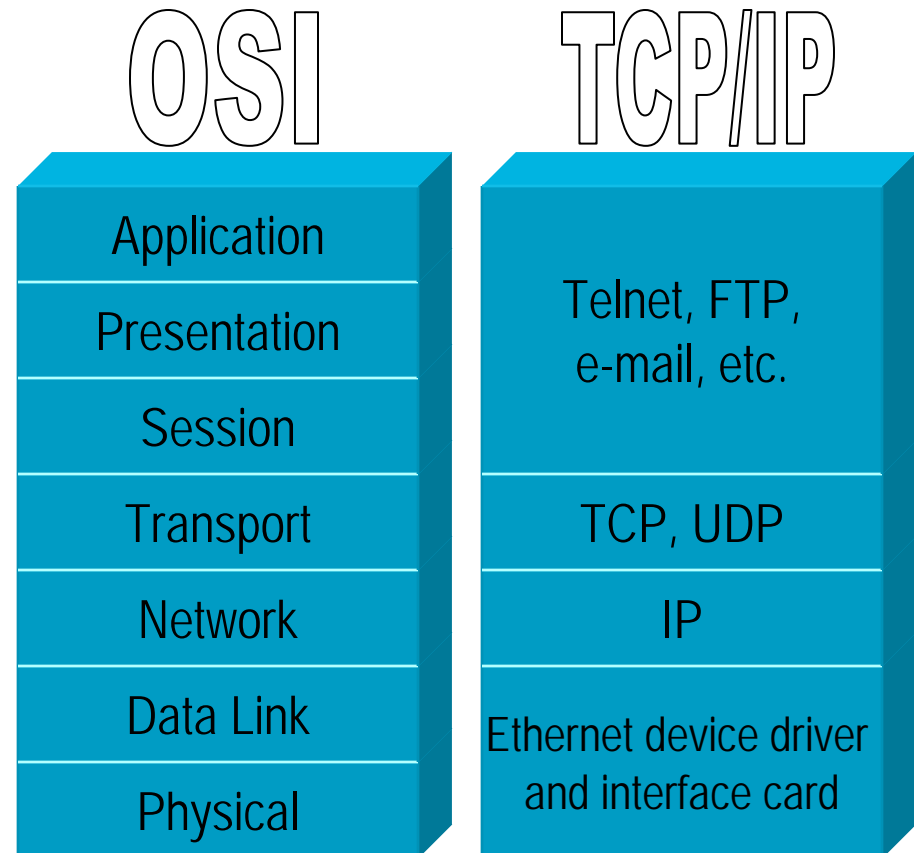 OSI
Application
Presentation
Session
Transport
Network
Data Link
Physical
TCP/IP
Telnet, FTP,
e-mail, etc.
TCP, UDP
IP
Ethernet device driver
and interface card